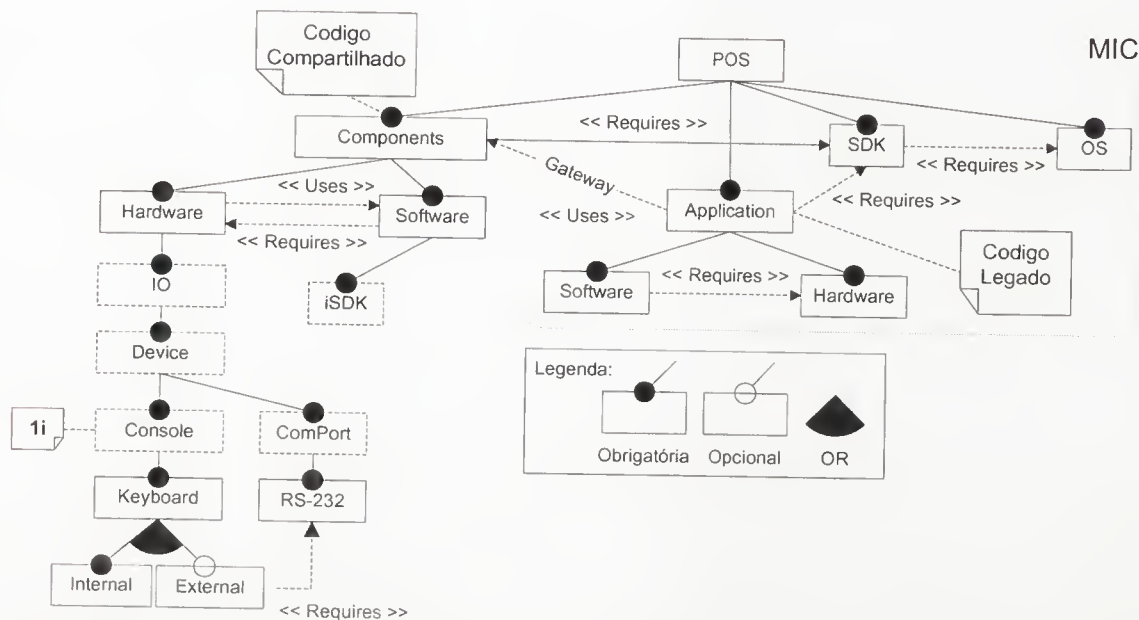 Codigo
Compartilhado
POS
MIC
Components
<< Requires >>
SDK
OS
<< Requires >>
Gateway
Hardware
<< Uses >>
Software
<< Requires >>
<< Uses >>
Application
<< Requires >>
IO
iSDK
Software
<< Requires >>
Hardware
Codigo
Legado
Device
Legenda:
Obrigatória
Opcional
OR
1i
Console
ComPort
Keyboard
RS-232
Internal
External
<< Requires >>